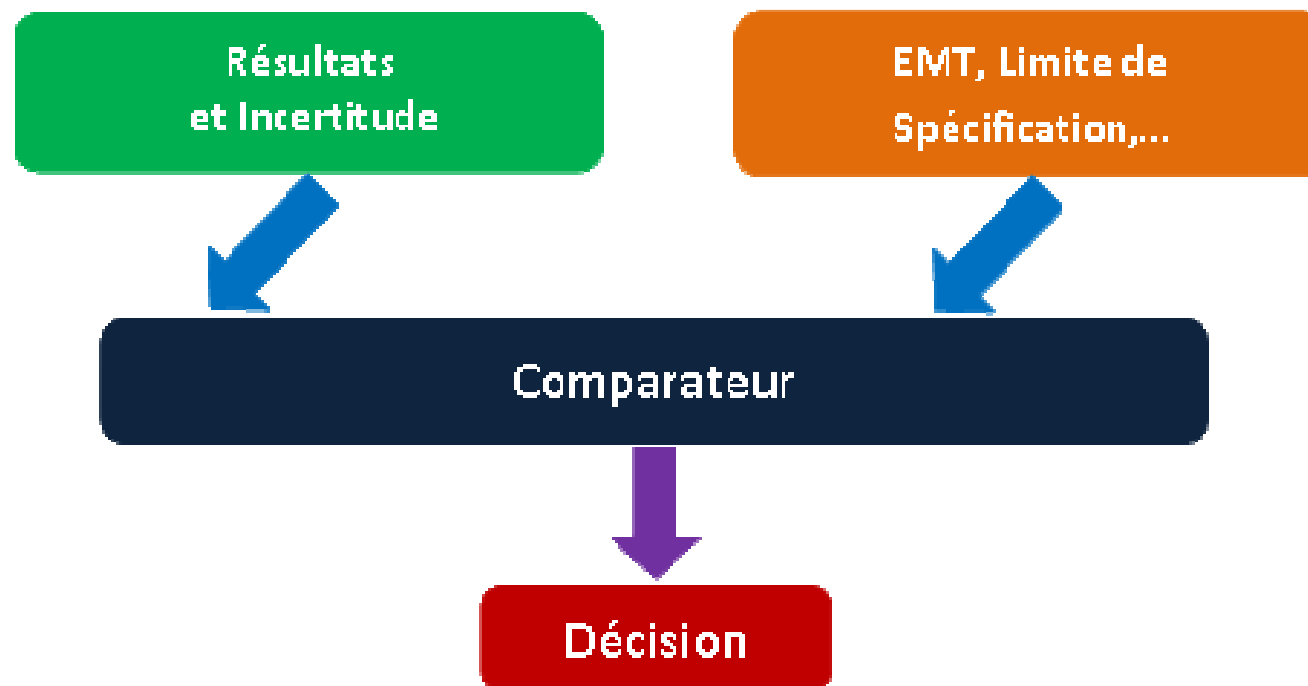 Résultats
et Incertitude
EMT, Limite de
Spécification,...
Comparateur
Décision